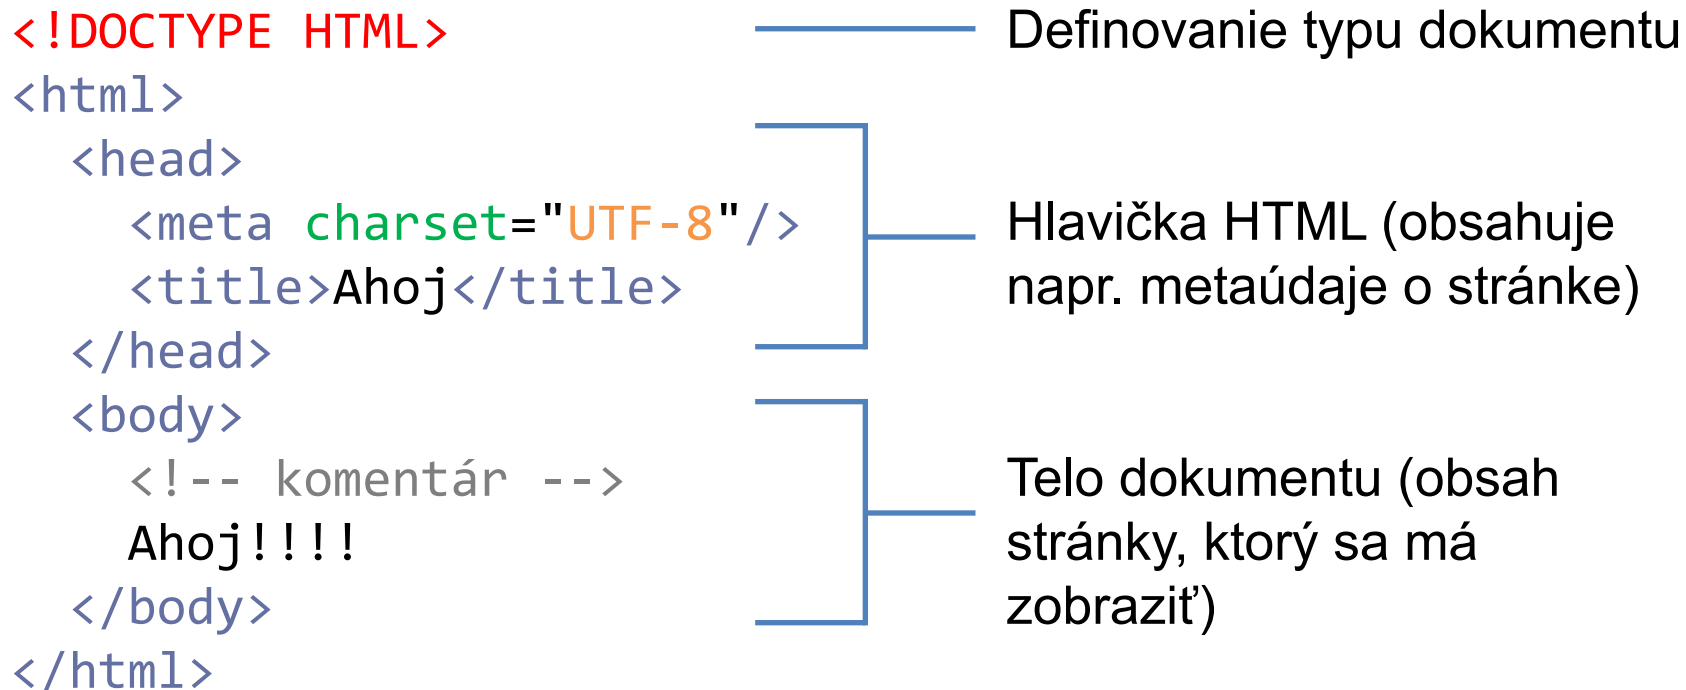 <!DOCTYPE HTML>
<html>
  <head>
    <meta charset="UTF-8"/>
    <title>Ahoj</title>
  </head>
  <body>
    <!-- komentár -->
    Ahoj!!!!
  </body>
</html>
Definovanie typu dokumentu
Hlavička HTML (obsahuje
napr. metaúdaje o stránke)
Telo dokumentu (obsah
stránky, ktorý sa má
zobraziť)